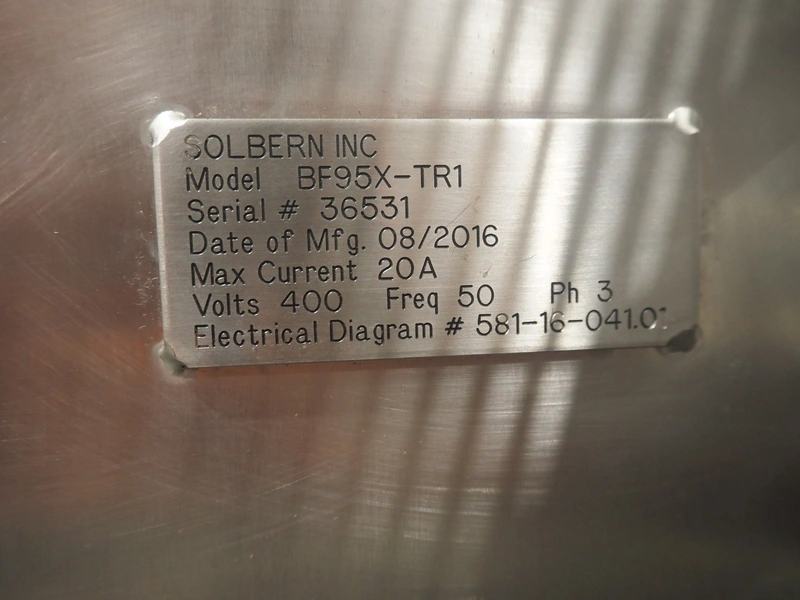 SOLBERN INC
Model BF95X-TR1
Serial # 36531
Date of Mfg. 08/2016
Max Current 20A
Volts 400 Freq 50 Ph 3
Electrical Diagram # 581-16-041.01